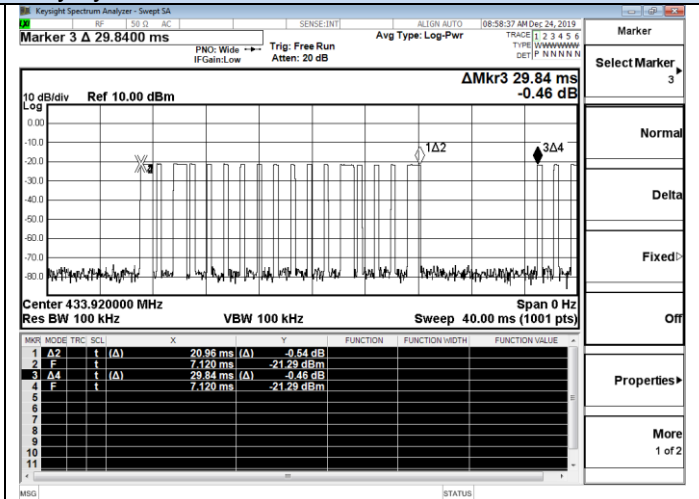 Keysight Spectrum Analyzer - Swept SA
RF 50 Ω AC SENSE:INT ALIGN AUTO 08:58:37 AM Dec 24, 2019
Marker 3 Δ 29.8400 ms
PNO: Wide
IFGain:Low
Trig: Free Run
Atten: 20 dB
Avg Type: Log-Pwr
TRACE 1 2 3 4 5 6
TYPE WWWWWW
DET P N N N N N
ΔMkr3 29.84 ms
-0.46 dB
10 dB/div Ref 10.00 dBm
Log
0.00
-10.0
-20.0
-30.0
-40.0
-50.0
-60.0
-70.0
-80.0
1Δ2
3Δ4
Center 433.920000 MHz Span 0 Hz
Res BW 100 kHz VBW 100 kHz Sweep 40.00 ms (1001 pts)
MKR MODE TRC SCL X Y FUNCTION FUNCTION WIDTH FUNCTION VALUE
1 Δ2 t (Δ) 20.96 ms (Δ) -0.54 dB
2 F t 7.120 ms -21.29 dBm
3 Δ4 t (Δ) 29.84 ms (Δ) -0.46 dB
4 F t 7.120 ms -21.29 dBm
5
6
7
8
9
10
11
MSG STATUS
Marker
Select Marker
3
Normal
Delta
Fixed
Off
Properties
More
1 of 2